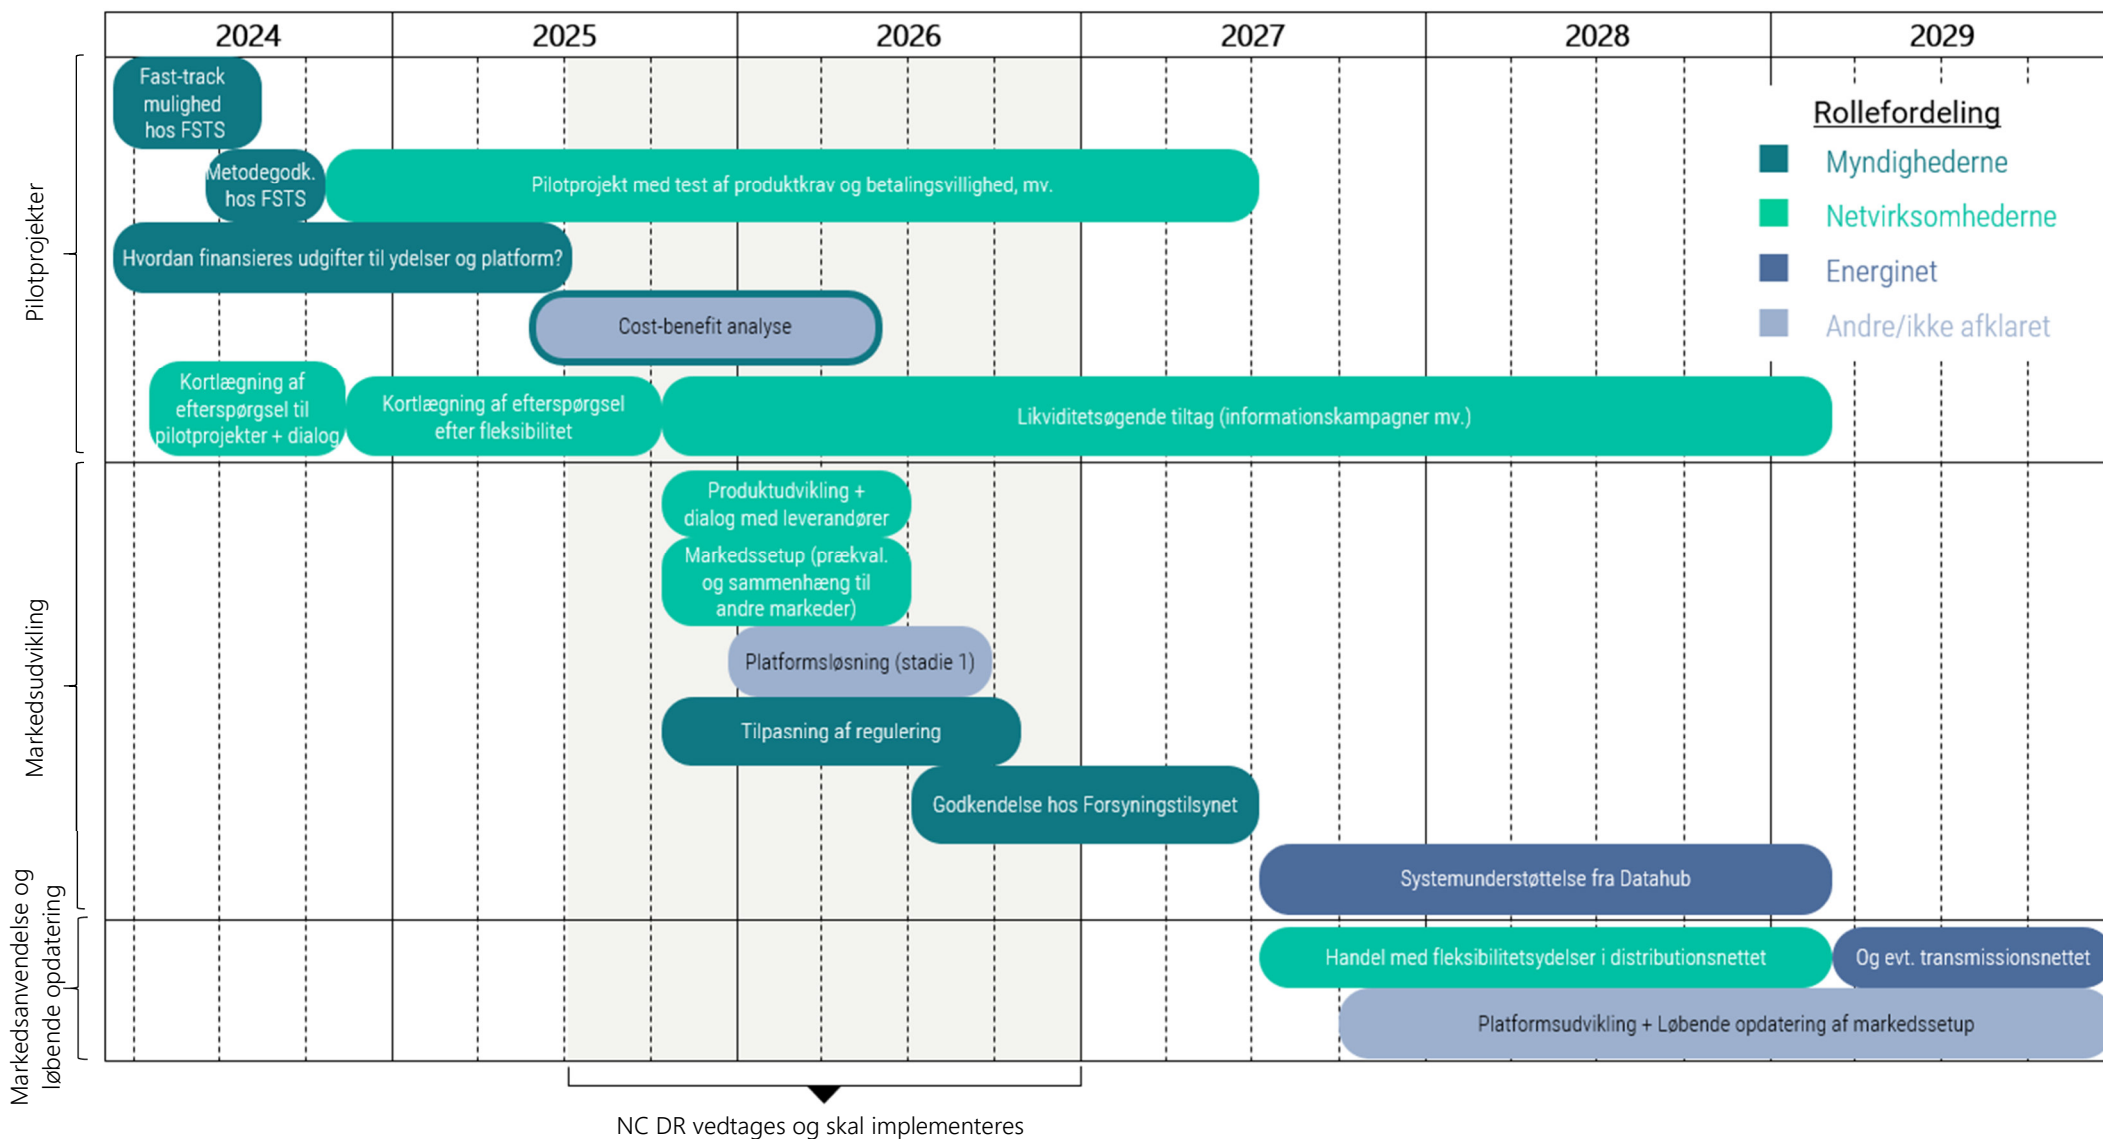 2024
2025
2026
2027
2028
2029
Pilotprojekter
Fast-track
mulighed
hos FSTS
Metodegodk.
hos FSTS
Pilotprojekt med test af produktkrav og betalingsvillighed, mv.
Hvordan finansieres udgifter til ydelser og platform?
Cost-benefit analyse
Kortlægning af
efterspørgsel til
pilotprojekter + dialog
Kortlægning af efterspørgsel
efter fleksibilitet
Likviditetsøgende tiltag (informationskampagner mv.)
Rollefordeling
Myndighederne
Netvirksomhederne
Energinet
Andre/ikke afklaret
Markedsudvikling
Produktudvikling +
dialog med leverandører
Markedssetup (prækval.
og sammenhæng til
andre markeder)
Platformsløsning (stadie 1)
Tilpasning af regulering
Godkendelse hos Forsyningstilsynet
Systemunderstøttelse fra Datahub
Markedsanvendelse og
løbende opdatering
Handel med fleksibilitetsydelser i distributionsnettet
Og evt. transmissionsnettet
Platformsudvikling + Løbende opdatering af markedssetup
NC DR vedtages og skal implementeres